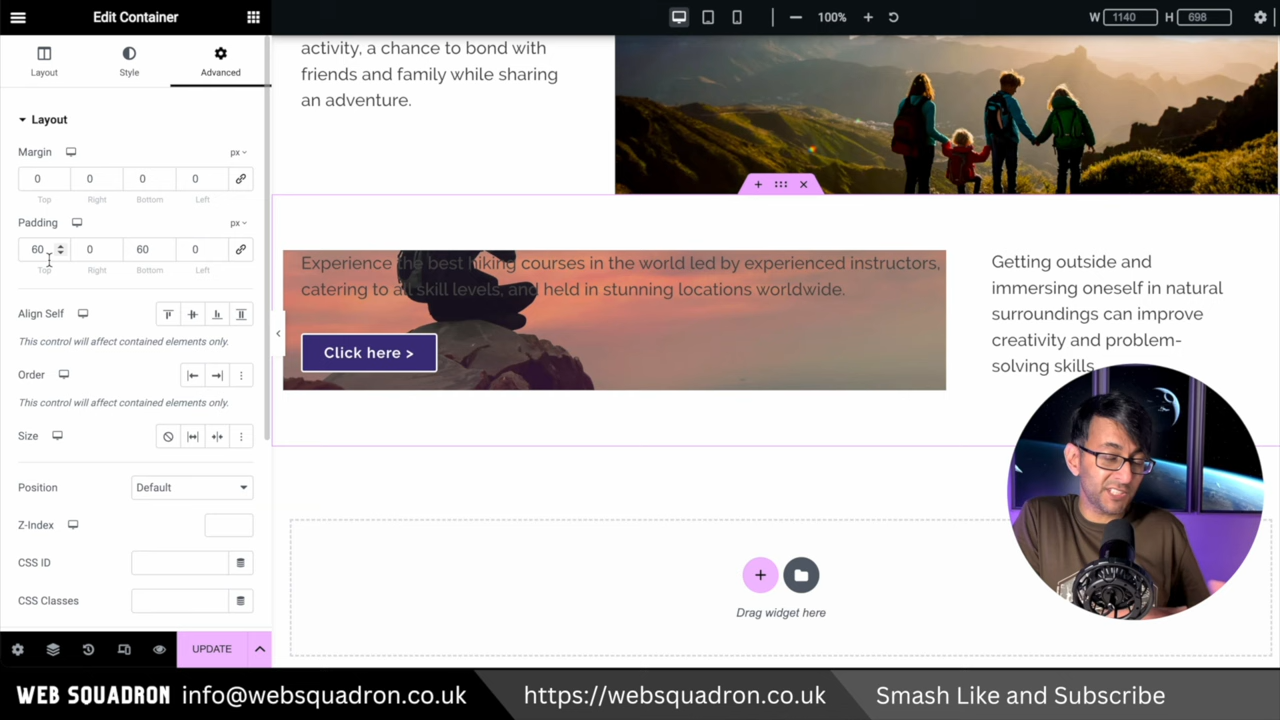 Edit Container
100%
W 1140 H 698
Layout
Style
Advanced
Layout
Margin
px
0 0 0 0
Top Right Bottom Left
Padding
px
60 0 60 0
Top Right Bottom Left
Align Self
This control will affect contained elements only.
Order
This control will affect contained elements only.
Size
Position
Default
Z-Index
CSS ID
CSS Classes
UPDATE
activity, a chance to bond with
friends and family while sharing
an adventure.
Experience the best hiking courses in the world led by experienced instructors,
catering to all skill levels, and held in stunning locations worldwide.
Click here >
Getting outside and
immersing oneself in natural
surroundings can improve
creativity and problem-
solving skills.
Drag widget here
WEB SQUADRON info@websquadron.co.uk https://websquadron.co.uk Smash Like and Subscribe